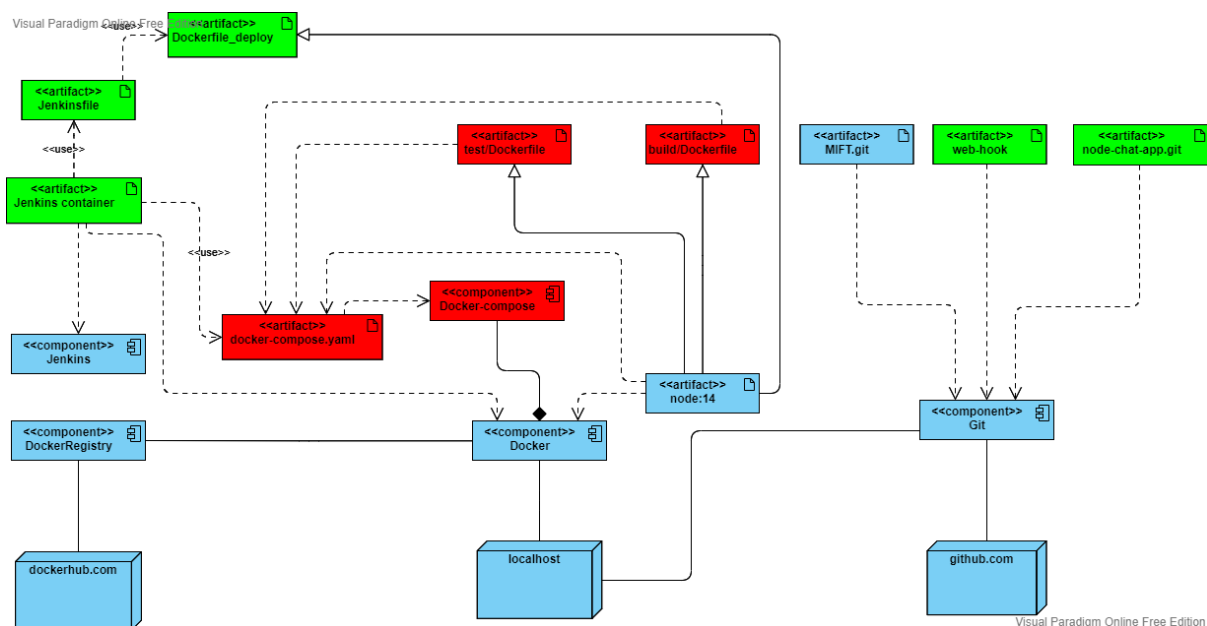 Visual Paradigm Online Free Edition
<<artifact>>
Dockerfile_deploy
<<use>>
<<artifact>>
Jenkinsfile
<<use>>
<<artifact>>
test/Dockerfile
<<artifact>>
build/Dockerfile
<<artifact>>
MIFT.git
<<artifact>>
web-hook
<<artifact>>
node-chat-app.git
<<artifact>>
Jenkins container
<<use>>
<<component>>
Docker-compose
<<artifact>>
docker-compose.yaml
<<component>>
Jenkins
<<artifact>>
node:14
<<component>>
DockerRegistry
<<component>>
Docker
<<component>>
Git
dockerhub.com
localhost
github.com
Visual Paradigm Online Free Edition